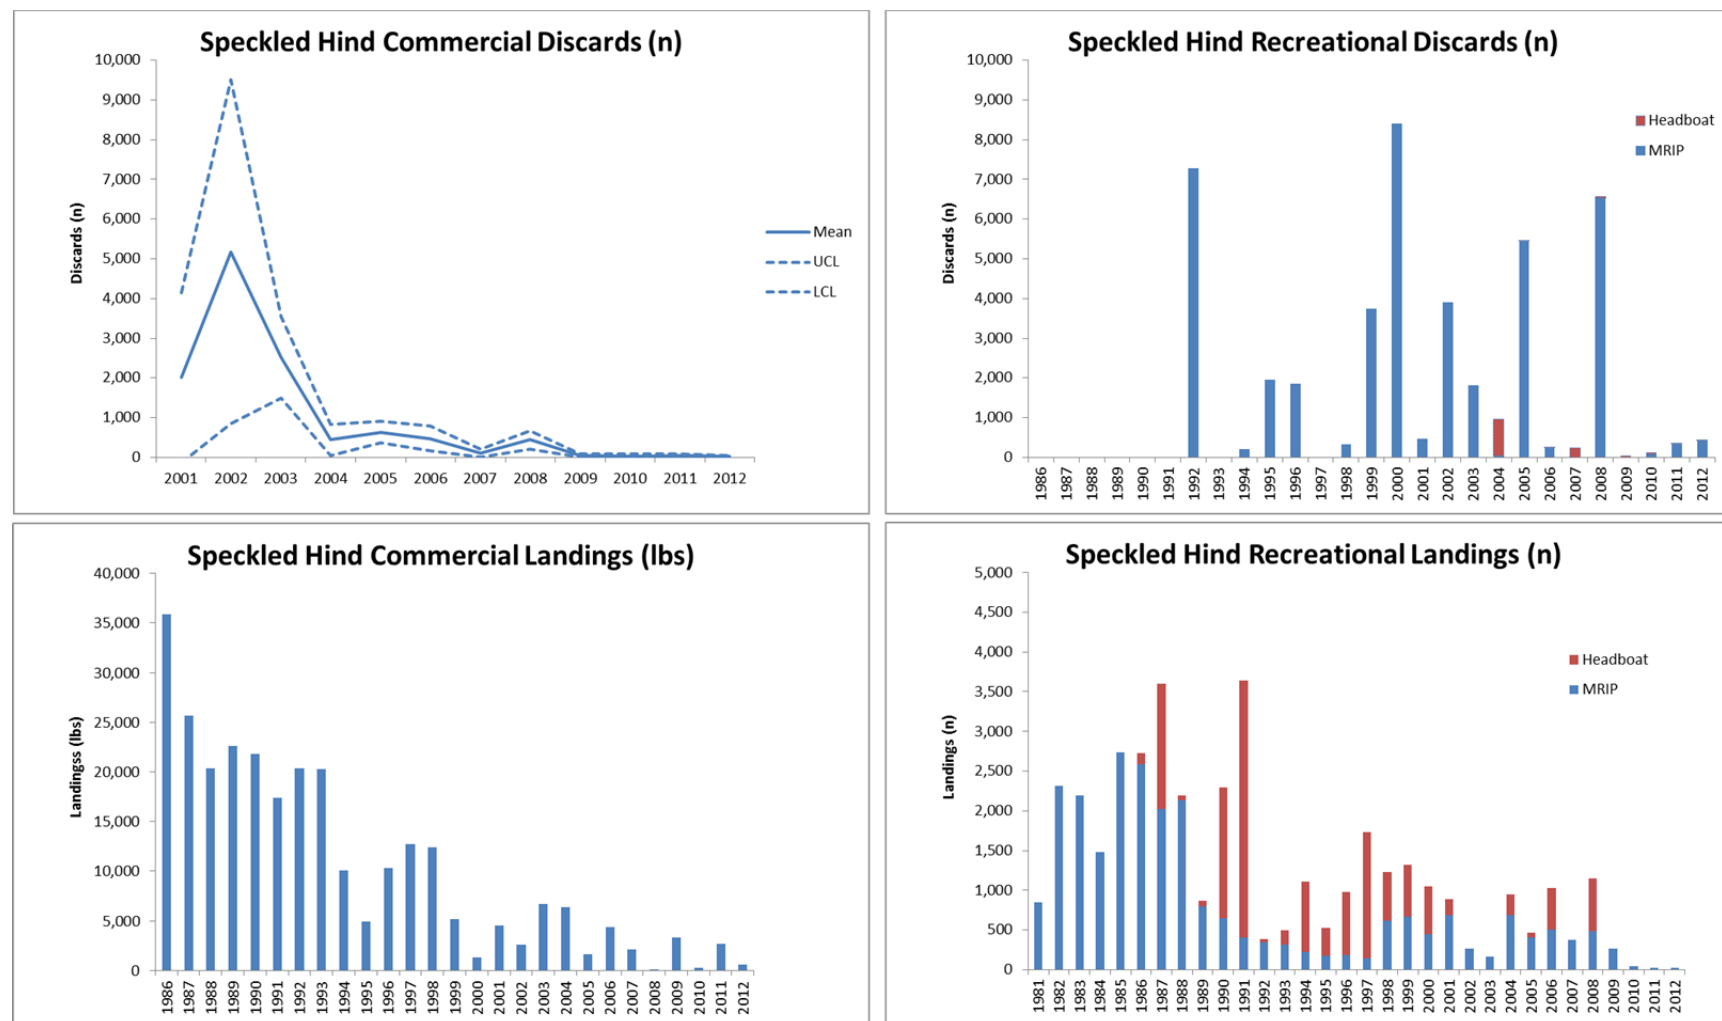 Speckled Hind Commercial Discards (n)
10,000
9,000
8,000
7,000
6,000
5,000
4,000
3,000
2,000
1,000
0
Discards (n)
2001 2002 2003 2004 2005 2006 2007 2008 2009 2010 2011 2012
Mean
UCL
LCL
Speckled Hind Recreational Discards (n)
10,000
9,000
8,000
7,000
6,000
5,000
4,000
3,000
2,000
1,000
0
Discards (n)
1986 1987 1988 1989 1990 1991 1992 1993 1994 1995 1996 1997 1998 1999 2000 2001 2002 2003 2004 2005 2006 2007 2008 2009 2010 2011 2012
Headboat
MRIP
Speckled Hind Commercial Landings (lbs)
40,000
35,000
30,000
25,000
20,000
15,000
10,000
5,000
0
Landingss (lbs)
1986 1987 1988 1989 1990 1991 1992 1993 1994 1995 1996 1997 1998 1999 2000 2001 2002 2003 2004 2005 2006 2007 2008 2009 2010 2011 2012
Speckled Hind Recreational Landings (n)
5,000
4,500
4,000
3,500
3,000
2,500
2,000
1,500
1,000
500
0
Landings (n)
1981 1982 1983 1984 1985 1986 1987 1988 1989 1990 1991 1992 1993 1994 1995 1996 1997 1998 1999 2000 2001 2002 2003 2004 2005 2006 2007 2008 2009 2010 2011 2012
Headboat
MRIP